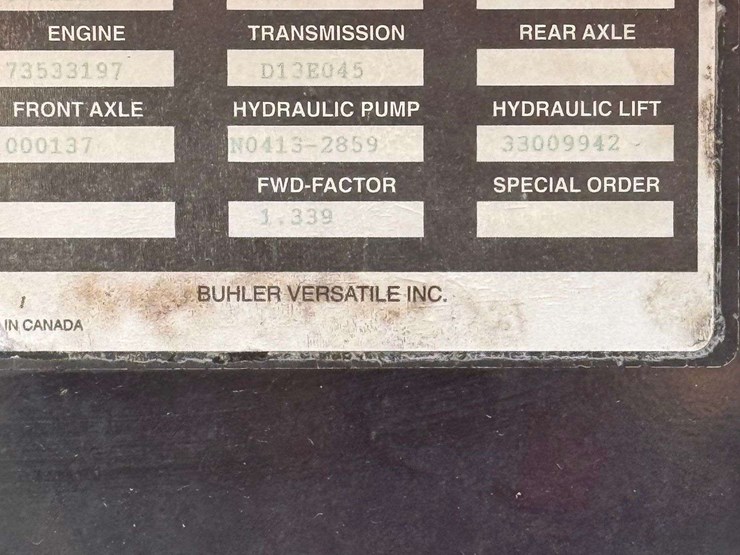 ENGINE TRANSMISSION REAR AXLE
73533197 D13E045
FRONT AXLE HYDRAULIC PUMP HYDRAULIC LIFT
000137 N0413-2859 33009942
FWD-FACTOR SPECIAL ORDER
1.339
BUHLER VERSATILE INC.
IN CANADA